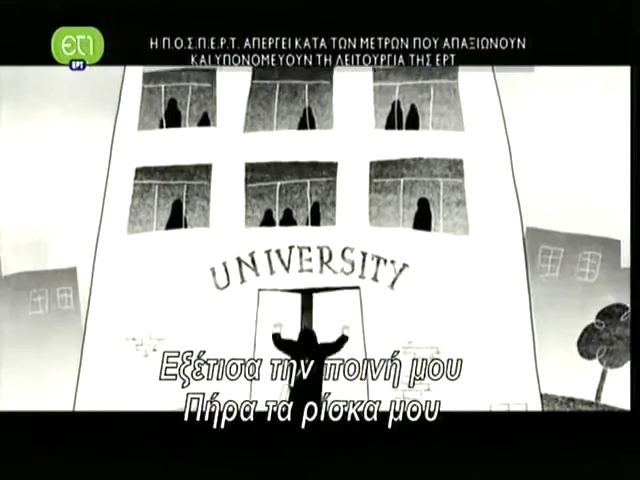 ετ1
ΕΡΤ
Η Π.Ο.Σ.Π.Ε.Ρ.Τ. ΑΠΕΡΓΕΙ ΚΑΤΑ ΤΩΝ ΜΕΤΡΩΝ ΠΟΥ ΑΠΑΞΙΩΝΟΥΝ
ΚΑΙ ΥΠΟΝΟΜΕΥΟΥΝ ΤΗ ΛΕΙΤΟΥΡΓΙΑ ΤΗΣ ΕΡΤ
UNIVERSITY
Εξέτισα την ποινή μου
Πήρα τα ρίσκα μου